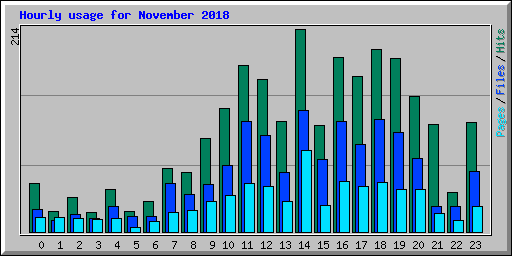 Hourly usage for November 2018
214
Pages/Files/Hits
0 1 2 3 4 5 6 7 8 9 10 11 12 13 14 15 16 17 18 19 20 21 22 23